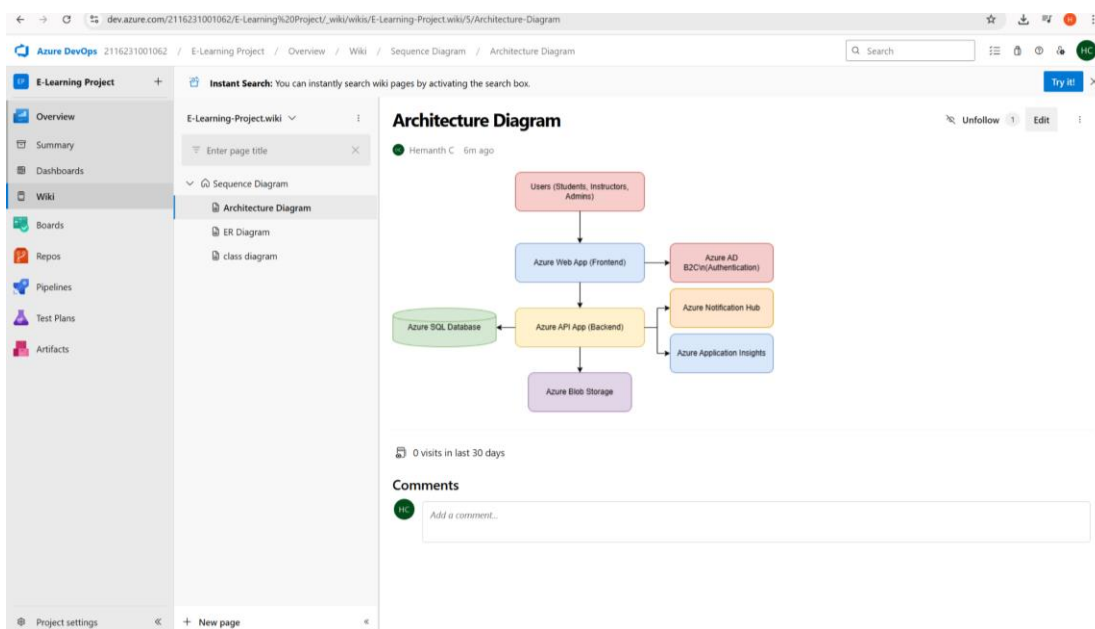 dev.azure.com/2116231001062/E-Learning%20Project/_wiki/wikis/E-Learning-Project.wiki/5/Architecture-Diagram
H
Azure DevOps 2116231001062 / E-Learning Project / Overview / Wiki / Sequence Diagram / Architecture Diagram
Search
HC
EP E-Learning Project +
Instant Search: You can instantly search wiki pages by activating the search box.
Try it!
Overview
Summary
Dashboards
Wiki
Boards
Repos
Pipelines
Test Plans
Artifacts
Project settings
E-Learning-Project.wiki
Enter page title
Sequence Diagram
Architecture Diagram
ER Diagram
class diagram
+ New page
Architecture Diagram
Unfollow 1 Edit
HC Hemanth C 6m ago
Users (Students, Instructors,
Admins)
Azure Web App (Frontend)
Azure AD
B2C\n(Authentication)
Azure Notification Hub
Azure SQL Database
Azure API App (Backend)
Azure Application Insights
Azure Blob Storage
0 visits in last 30 days
Comments
HC
Add a comment...